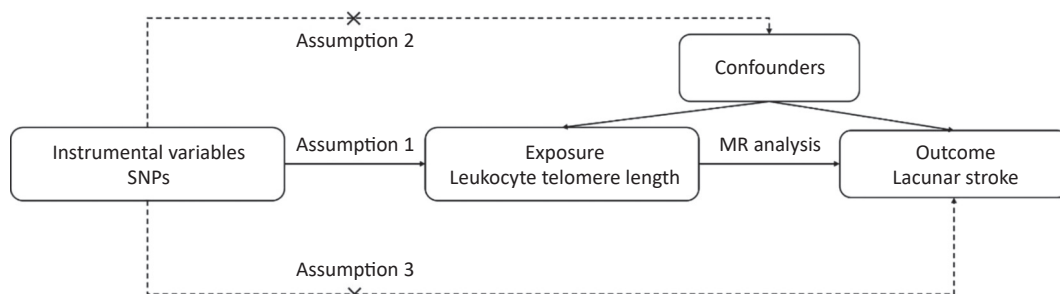 Assumption 2
Confounders
Instrumental variables
SNPs
Assumption 1
Exposure
Leukocyte telomere length
MR analysis
Outcome
Lacunar stroke
Assumption 3